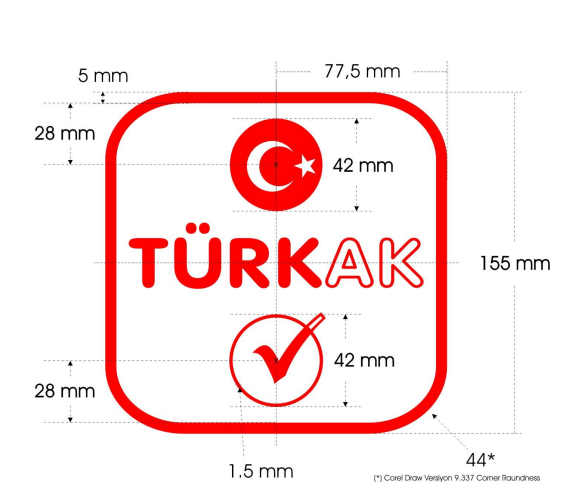 77,5 mm
5 mm
28 mm
42 mm
TÜRKAK
155 mm
42 mm
28 mm
44*
1.5 mm
(*) Corel Draw Versiyon 9.337 Corner Raundness